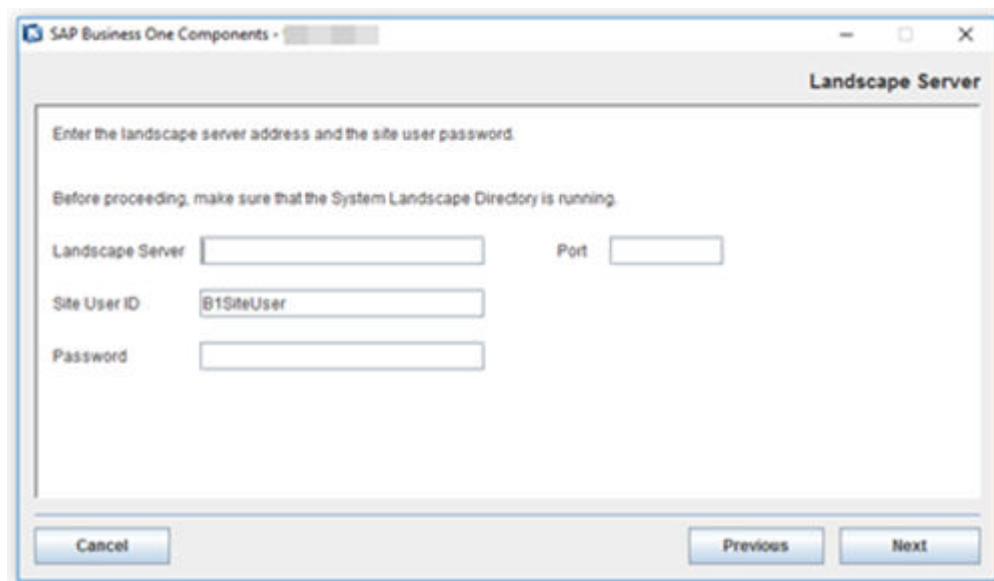 SAP Business One Components -
Landscape Server
Enter the landscape server address and the site user password.
Before proceeding, make sure that the System Landscape Directory is running.
Landscape Server Port
Site User ID B1SiteUser
Password
Cancel Previous Next